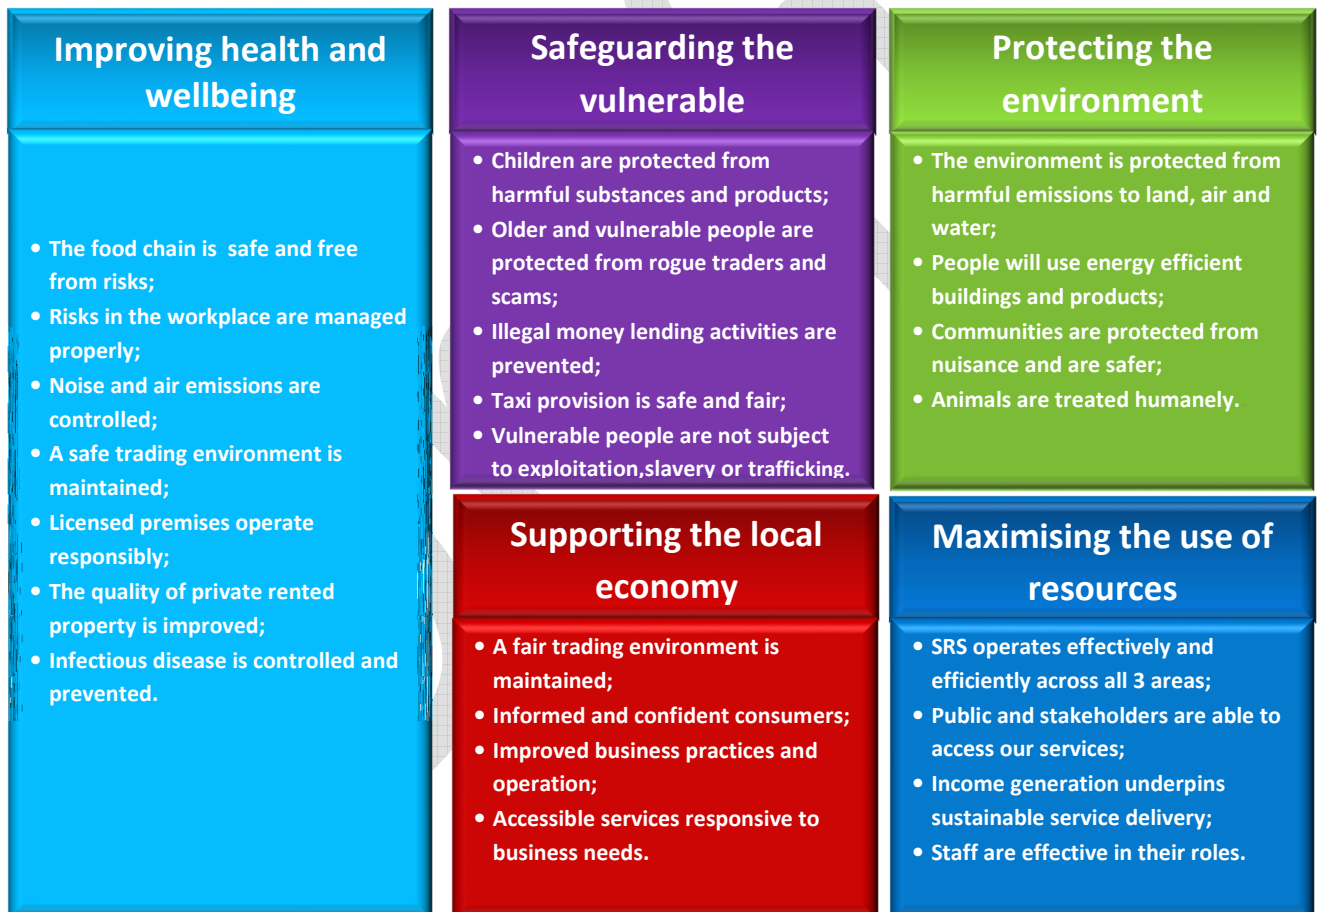 Improving health and
wellbeing
• The food chain is  safe and free
from risks;
• Risks in the workplace are managed
properly;
• Noise and air emissions are
controlled;
• A safe trading environment is
maintained;
• Licensed premises operate
responsibly;
• The quality of private rented
property is improved;
• Infectious disease is controlled and
prevented.
Safeguarding the
vulnerable
• Children are protected from
harmful substances and products;
• Older and vulnerable people are
protected from rogue traders and
scams;
• Illegal money lending activities are
prevented;
• Taxi provision is safe and fair;
• Vulnerable people are not subject
to exploitation,slavery or trafficking.
Protecting the
environment
• The environment is protected from
harmful emissions to land, air and
water;
• People will use energy efficient
buildings and products;
• Communities are protected from
nuisance and are safer;
• Animals are treated humanely.
Supporting the local
economy
• A fair trading environment is
maintained;
• Informed and confident consumers;
• Improved business practices and
operation;
• Accessible services responsive to
business needs.
Maximising the use of
resources
• SRS operates effectively and
efficiently across all 3 areas;
• Public and stakeholders are able to
access our services;
• Income generation underpins
sustainable service delivery;
• Staff are effective in their roles.